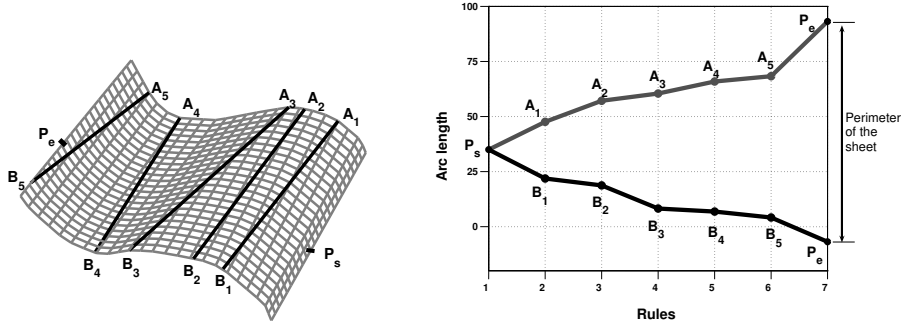 A5
A4
A3
A2
A1
Pe
B5
B4
B3
B2
B1
Ps
100
75
50
25
0
Arc length
Ps
A1
A2
A3
A4
A5
Pe
B1
B2
B3
B4
B5
Pe
Perimeter
of the
sheet
1 2 3 4 5 6 7
Rules